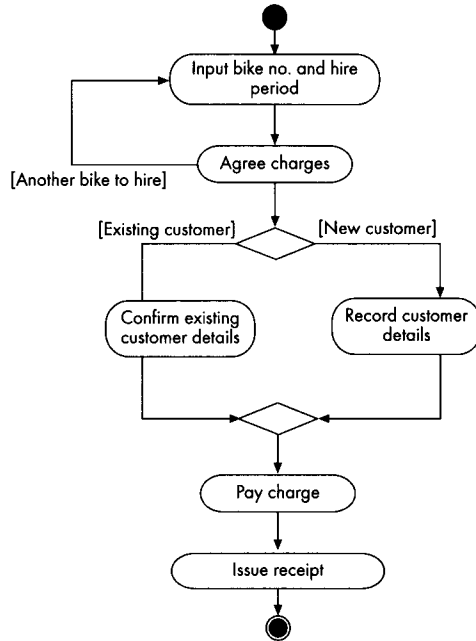 Input bike no. and hire
period
Agree charges
[Another bike to hire]
[Existing customer}
[New customer]
Confirm existing
customer details
Record customer
details
Pay charge
Issue receipt